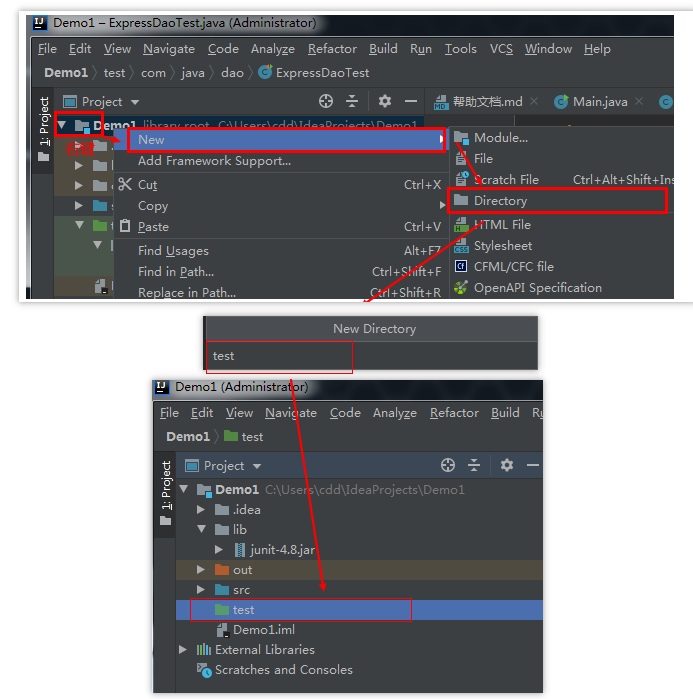 Demo1 – ExpressDaoTest.java (Administrator)
File Edit View Navigate Code Analyze Refactor Build Run Tools VCS Window Help
Demo1 test com java dao ExpressDaoTest
1: Project
Project
帮助文档.md
Main.java
Demo1 library root C:\Users\cdd\IdeaProjects\Demo1
右键
New
Add Framework Support...
Cut Ctrl+X
Copy
Paste Ctrl+V
Find Usages Alt+F7
Find in Path... Ctrl+Shift+F
Replace in Path... Ctrl+Shift+R
Module...
File
Scratch File Ctrl+Alt+Shift+Ins
Directory
HTML File
Stylesheet
CFML/CFC file
OpenAPI Specification
New Directory
test
Demo1 (Administrator)
File Edit View Navigate Code Analyze Refactor Build
Demo1 test
1: Project
Project
Demo1 C:\Users\cdd\IdeaProjects\Demo1
.idea
lib
junit-4.8.jar
out
src
test
Demo1.iml
External Libraries
Scratches and Consoles